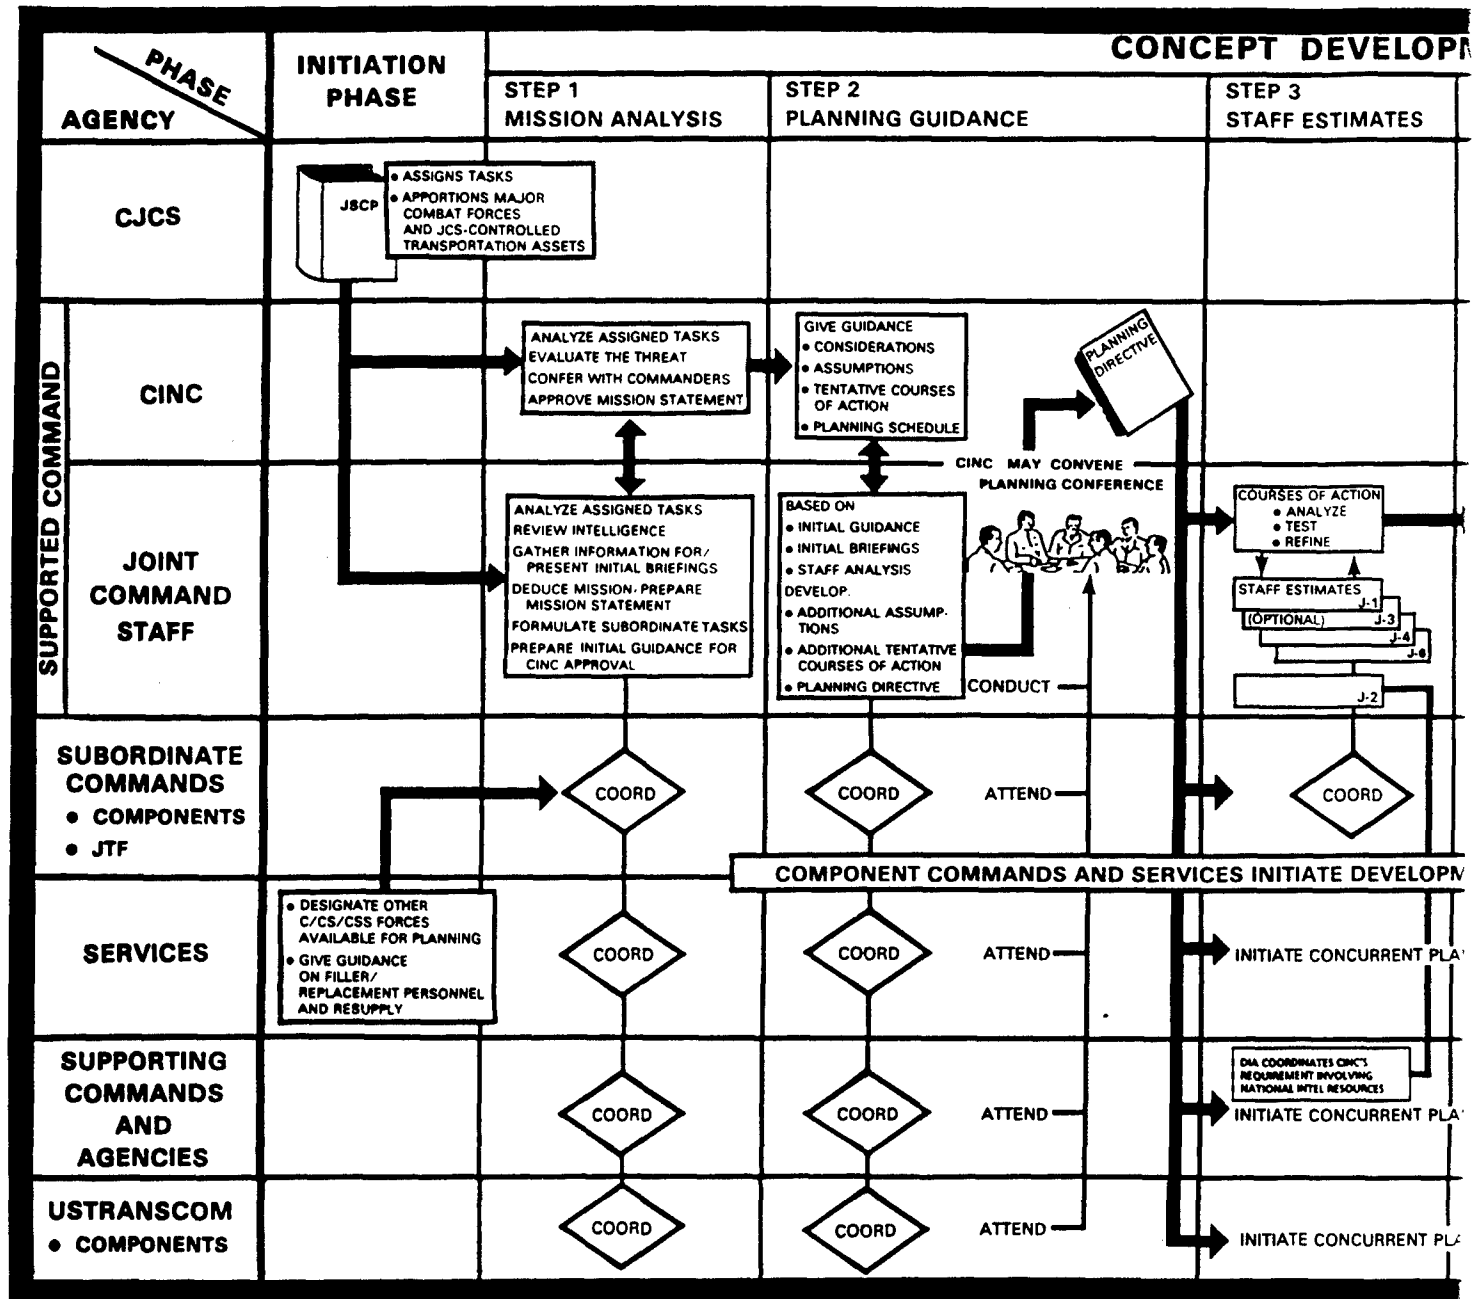 PHASE
AGENCY
INITIATION
PHASE
CONCEPT DEVELOP
STEP 1
MISSION ANALYSIS
STEP 2
PLANNING GUIDANCE
STEP 3
STAFF ESTIMATES
CJCS
JSCP
• ASSIGNS TASKS
• APPORTIONS MAJOR
COMBAT FORCES
AND JCS-CONTROLLED
TRANSPORTATION ASSETS
SUPPORTED COMMAND
CINC
ANALYZE ASSIGNED TASKS
EVALUATE THE THREAT
CONFER WITH COMMANDERS
APPROVE MISSION STATEMENT
GIVE GUIDANCE
• CONSIDERATIONS
• ASSUMPTIONS
• TENTATIVE COURSES
OF ACTION
• PLANNING SCHEDULE
PLANNING
DIRECTIVE
JOINT
COMMAND
STAFF
ANALYZE ASSIGNED TASKS
REVIEW INTELLIGENCE
GATHER INFORMATION FOR/
PRESENT INITIAL BRIEFINGS
DEDUCE MISSION-PREPARE
MISSION STATEMENT
FORMULATE SUBORDINATE TASKS
PREPARE INITIAL GUIDANCE FOR
CINC APPROVAL
BASED ON
• INITIAL GUIDANCE
• INITIAL BRIEFINGS
• STAFF ANALYSIS
DEVELOP.
• ADDITIONAL ASSUMP-
TIONS
• ADDITIONAL TENTATIVE
COURSES OF ACTION
• PLANNING DIRECTIVE
CINC MAY CONVENE
PLANNING CONFERENCE
CONDUCT
COURSES OF ACTION
• ANALYZE
• TEST
• REFINE
STAFF ESTIMATES
J-1
(OPTIONAL)
J-3
J-4
J-6
J-2
SUBORDINATE
COMMANDS
• COMPONENTS
• JTF
COORD
COORD
ATTEND
COORD
COMPONENT COMMANDS AND SERVICES INITIATE DEVELOPM
SERVICES
• DESIGNATE OTHER
C/CS/CSS FORCES
AVAILABLE FOR PLANNING
• GIVE GUIDANCE
ON FILLER/
REPLACEMENT PERSONNEL
AND RESUPPLY
COORD
COORD
ATTEND
INITIATE CONCURRENT PLA
SUPPORTING
COMMANDS
AND
AGENCIES
COORD
COORD
ATTEND
DIA COORDINATES CINC'S
REQUIREMENT INVOLVING
NATIONAL INTEL RESOURCES
INITIATE CONCURRENT PLA
USTRANSCOM
• COMPONENTS
COORD
COORD
ATTEND
INITIATE CONCURRENT PL